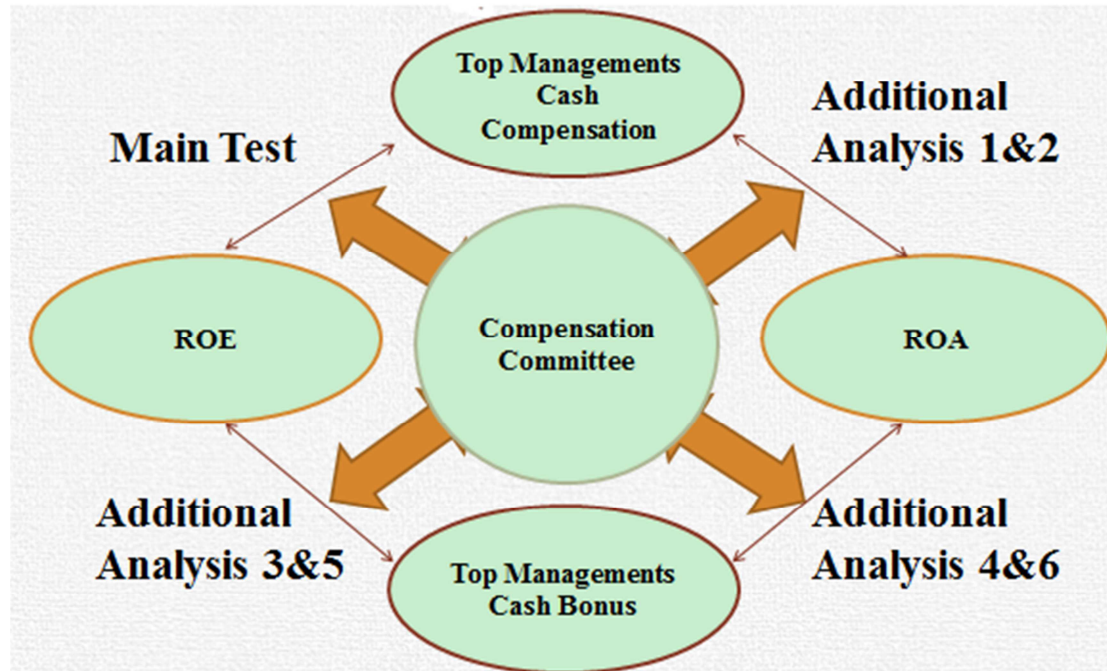 Top Managements
Cash
Compensation
Main Test
Additional
Analysis 1&2
ROE
Compensation
Committee
ROA
Additional
Analysis 3&5
Top Managements
Cash Bonus
Additional
Analysis 4&6